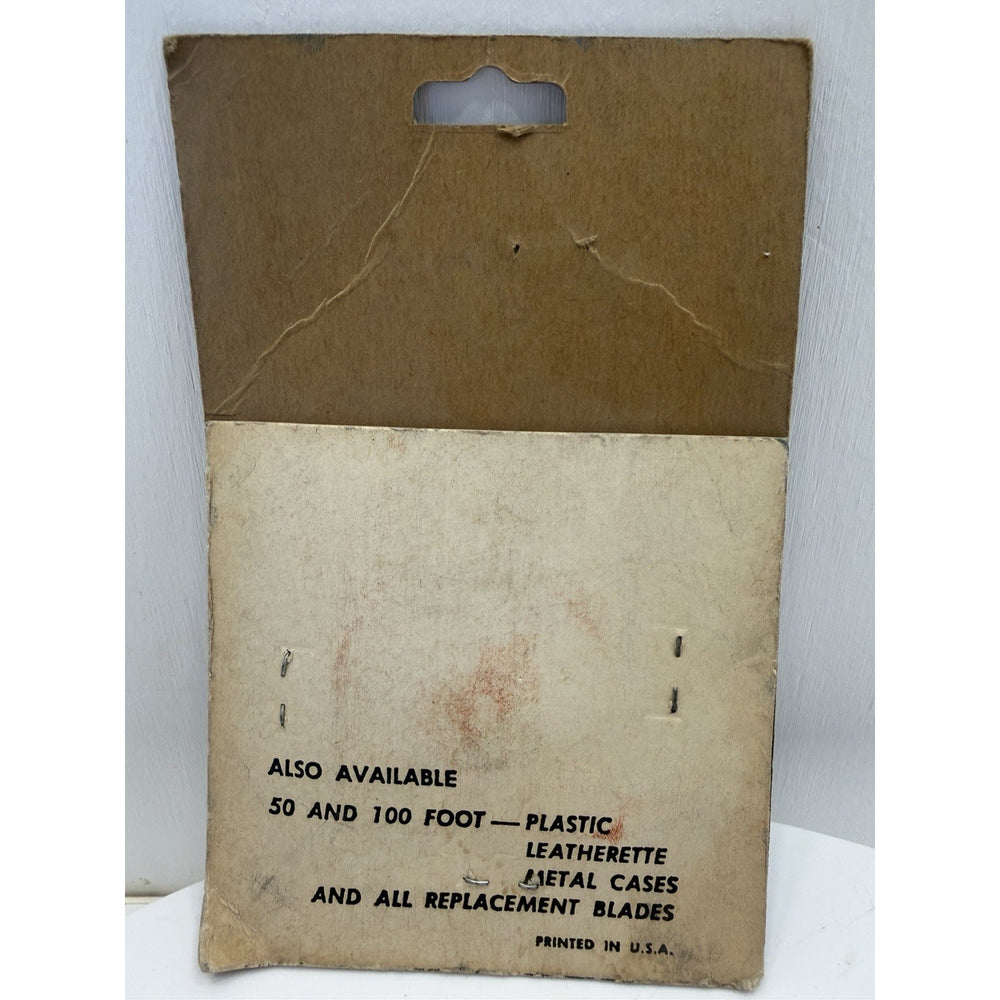 ALSO AVAILABLE
50 AND 100 FOOT — PLASTIC
LEATHERETTE
METAL CASES
AND ALL REPLACEMENT BLADES
PRINTED IN U.S.A.